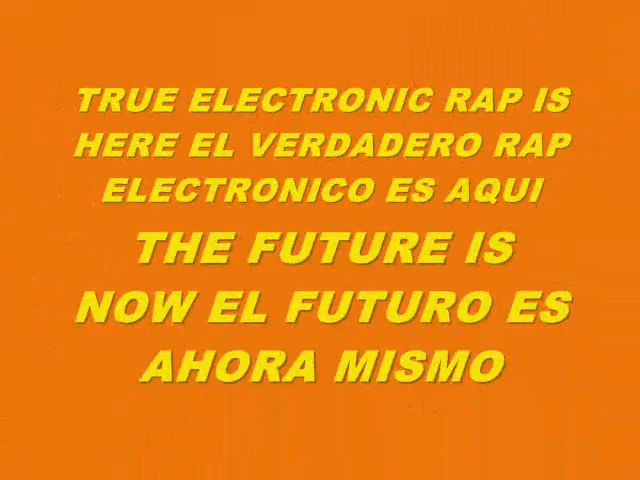 TRUE ELECTRONIC RAP IS
HERE EL VERDADERO RAP
ELECTRONICO ES AQUI
THE FUTURE IS
NOW EL FUTURO ES
AHORA MISMO